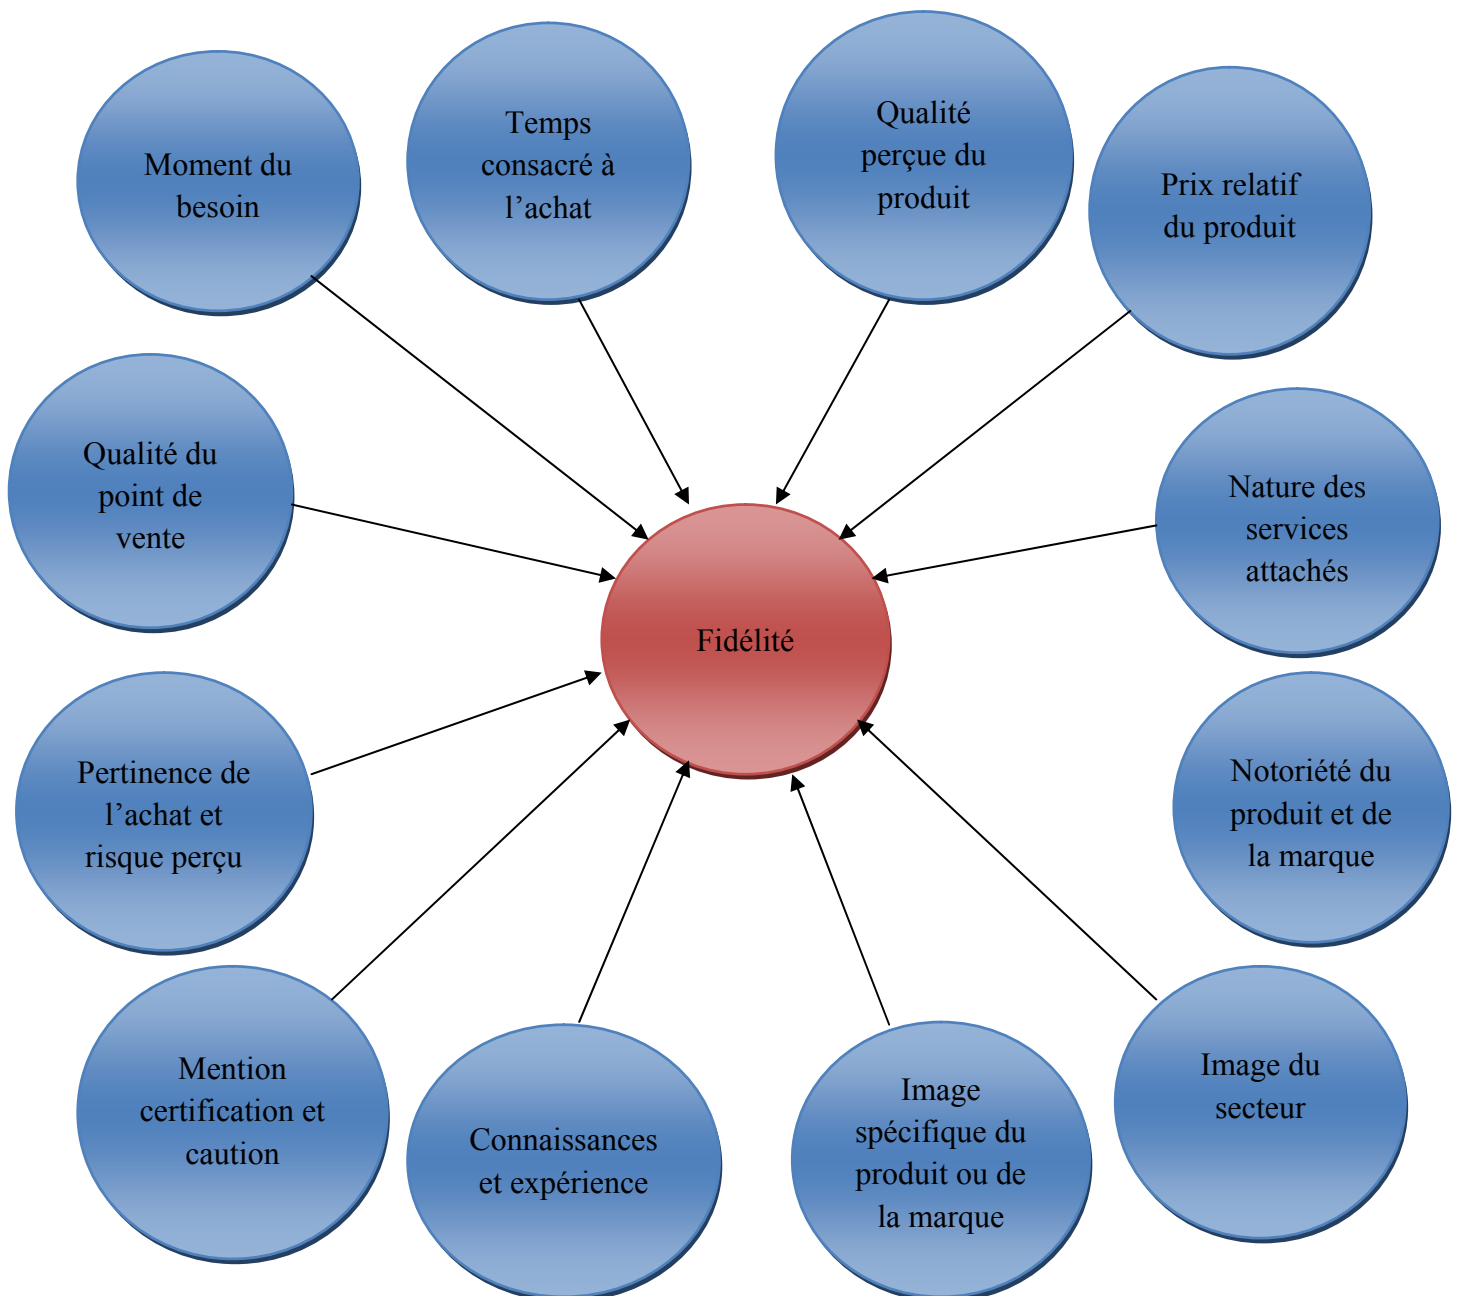 Moment du
besoin
Temps
consacré à
l’achat
Qualité
perçue du
produit
Prix relatif
du produit
Qualité du
point de
vente
Nature des
services
attachés
Fidélité
Pertinence de
l’achat et
risque perçu
Notoriété du
produit et de
la marque
Mention
certification et
caution
Connaissances
et expérience
Image
spécifique du
produit ou de
la marque
Image du
secteur